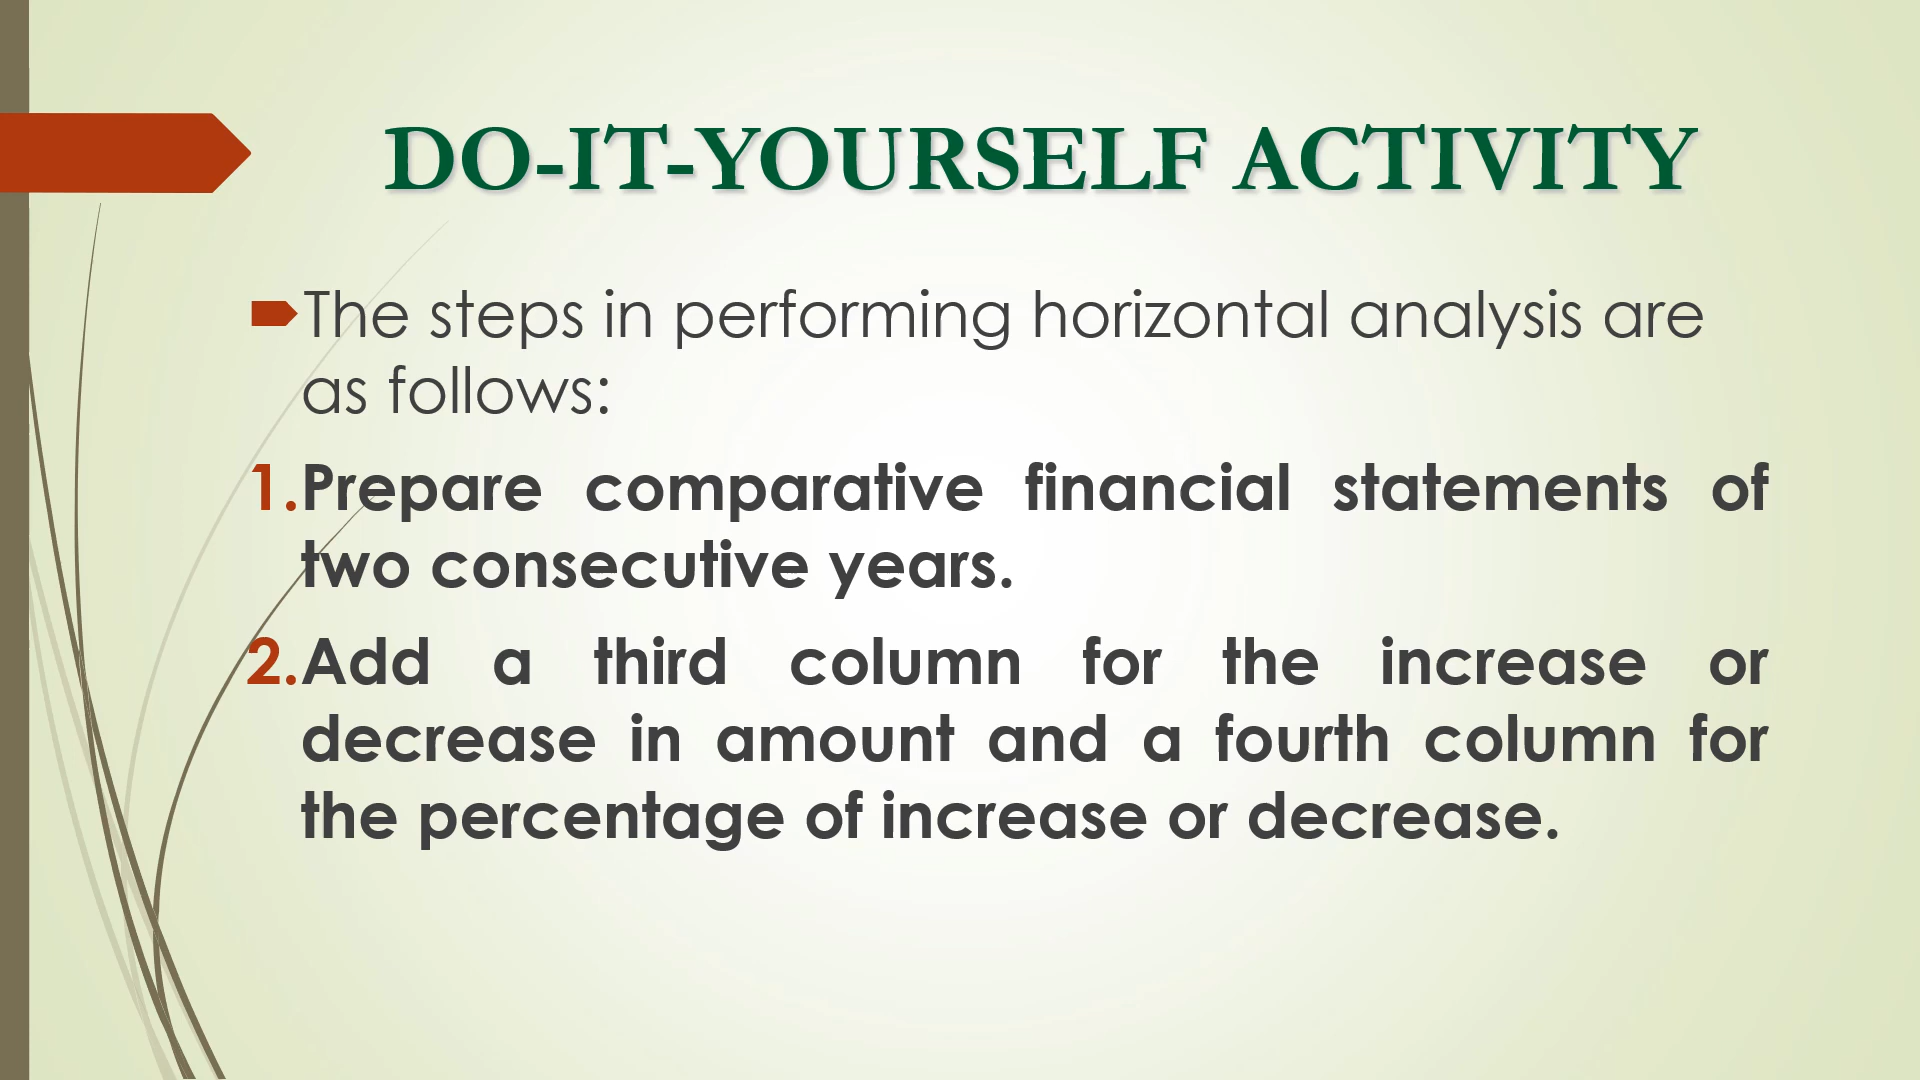 DO-IT-YOURSELF ACTIVITY
The steps in performing horizontal analysis are
as follows:
1.Prepare comparative financial statements of
two consecutive years.
2.Add a third column for the increase or
decrease in amount and a fourth column for
the percentage of increase or decrease.